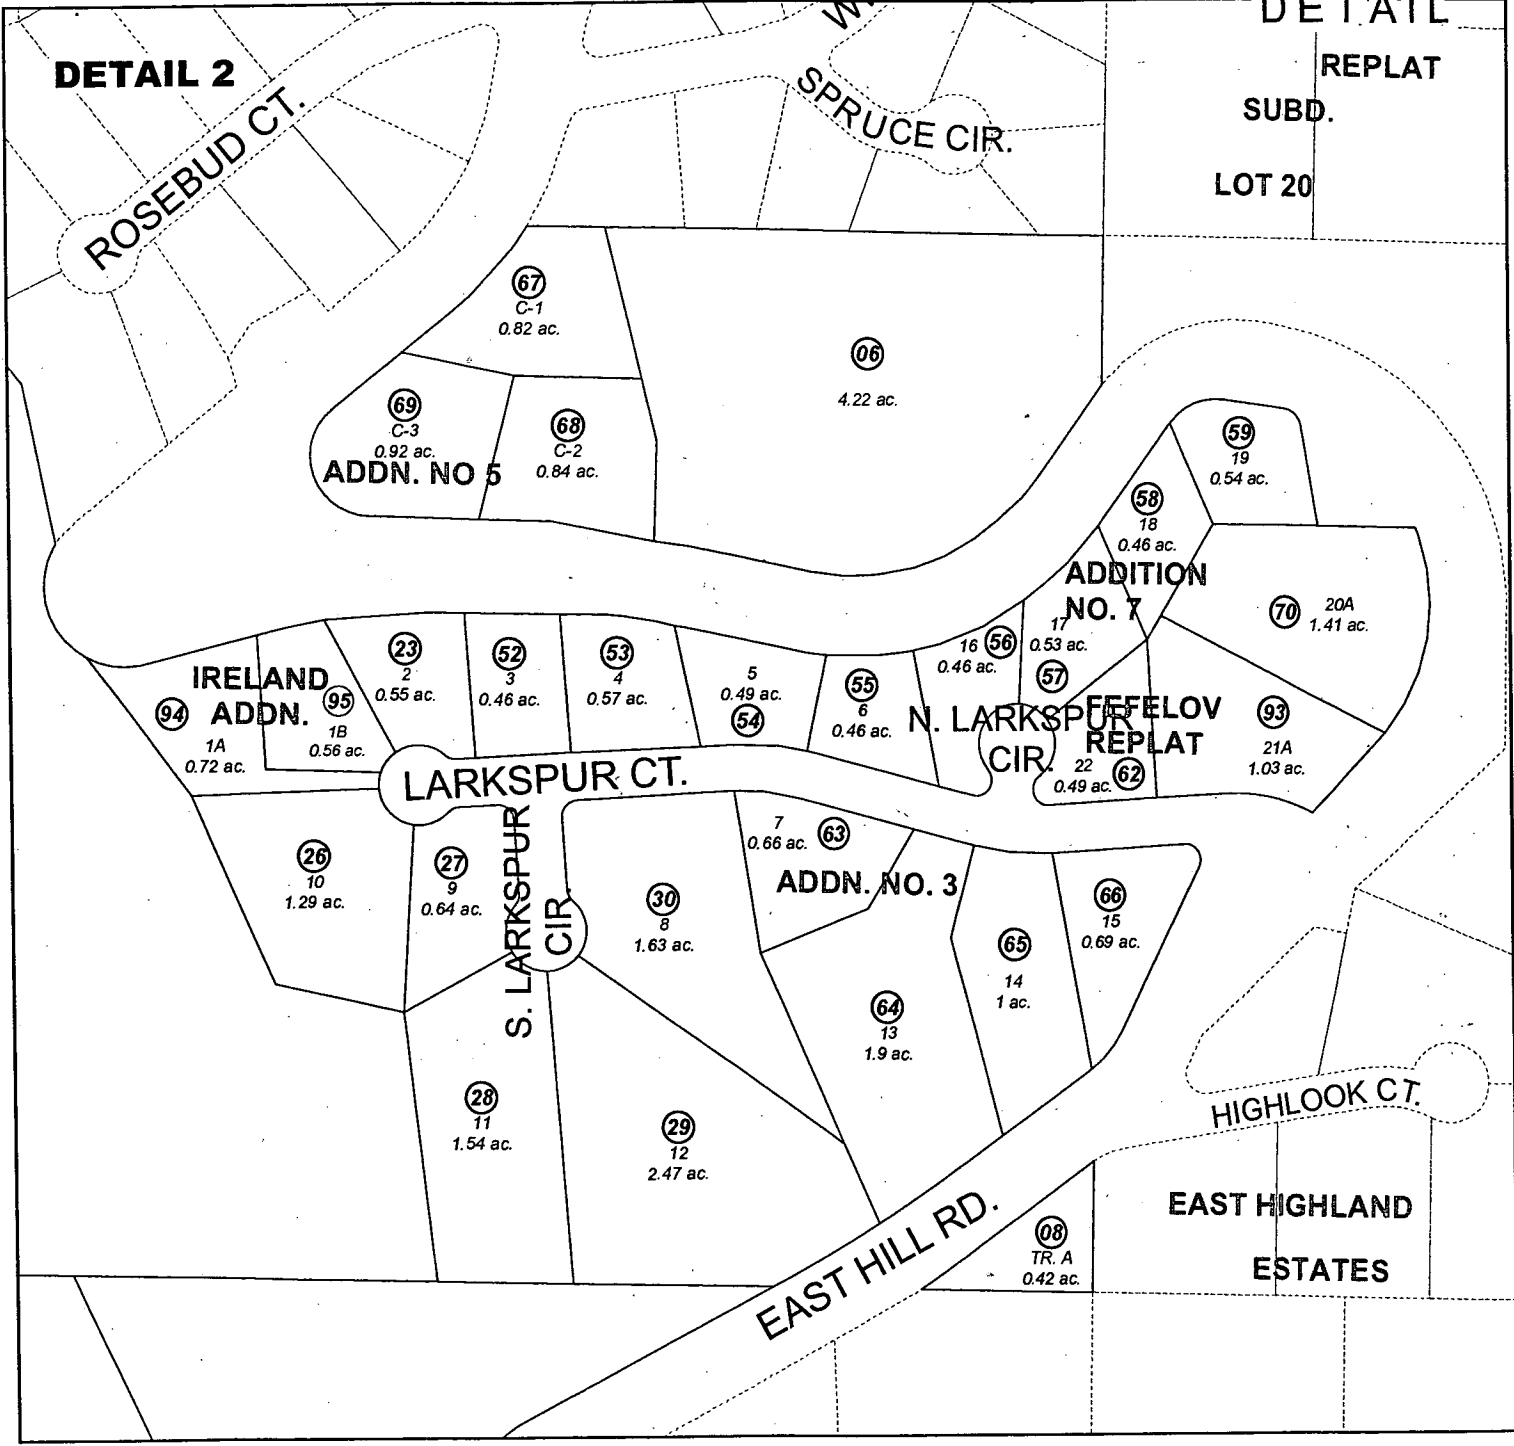 DETAIL
DETAIL 2
REPLAT
SUBD.
LOT 20
ROSEBUD CT.
SPRUCE CIR.
67
C-1
0.82 ac.
06
4.22 ac.
69
C-3
0.92 ac.
68
C-2
0.84 ac.
ADDN. NO 5
59
19
0.54 ac.
58
18
0.46 ac.
ADDITION
NO. 7
70
20A
1.41 ac.
17
0.53 ac.
57
16
56
0.46 ac.
IRELAND
ADDN.
94
1A
0.72 ac.
95
1B
0.56 ac.
23
2
0.55 ac.
52
3
0.46 ac.
53
4
0.57 ac.
5
0.49 ac.
54
55
6
0.46 ac.
N. LARKSPUR
CIR.
FEFELOV
REPLAT
22
62
0.49 ac.
93
21A
1.03 ac.
LARKSPUR CT.
S. LARKSPUR
CIR.
26
10
1.29 ac.
27
9
0.64 ac.
30
8
1.63 ac.
7
63
0.66 ac.
ADDN. NO. 3
66
15
0.69 ac.
65
14
1 ac.
64
13
1.9 ac.
28
11
1.54 ac.
29
12
2.47 ac.
HIGHLOOK CT.
EAST HILL RD.
08
TR. A
0.42 ac.
EAST HIGHLAND
ESTATES